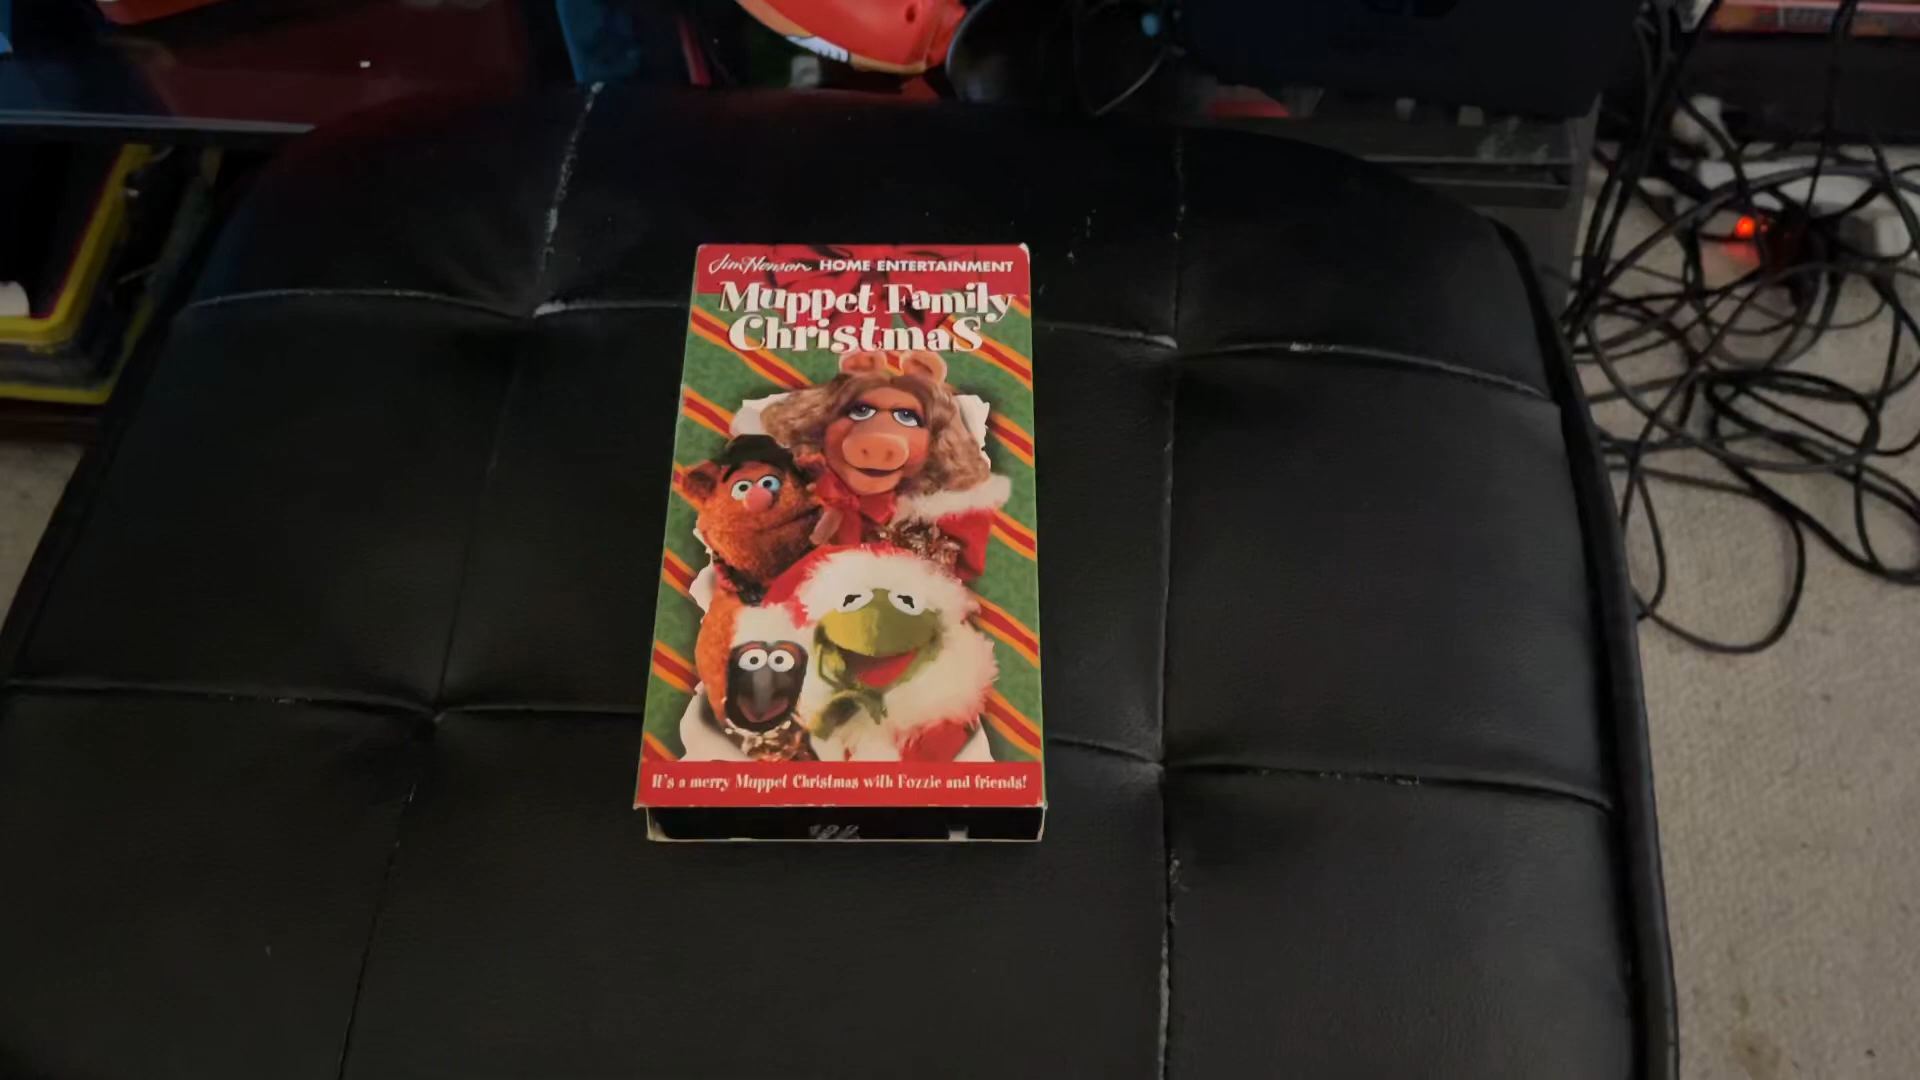 Jim Henson HOME ENTERTAINMENT
Muppet Family
Christmas
It's a merry Muppet Christmas with Fozzie and friends!